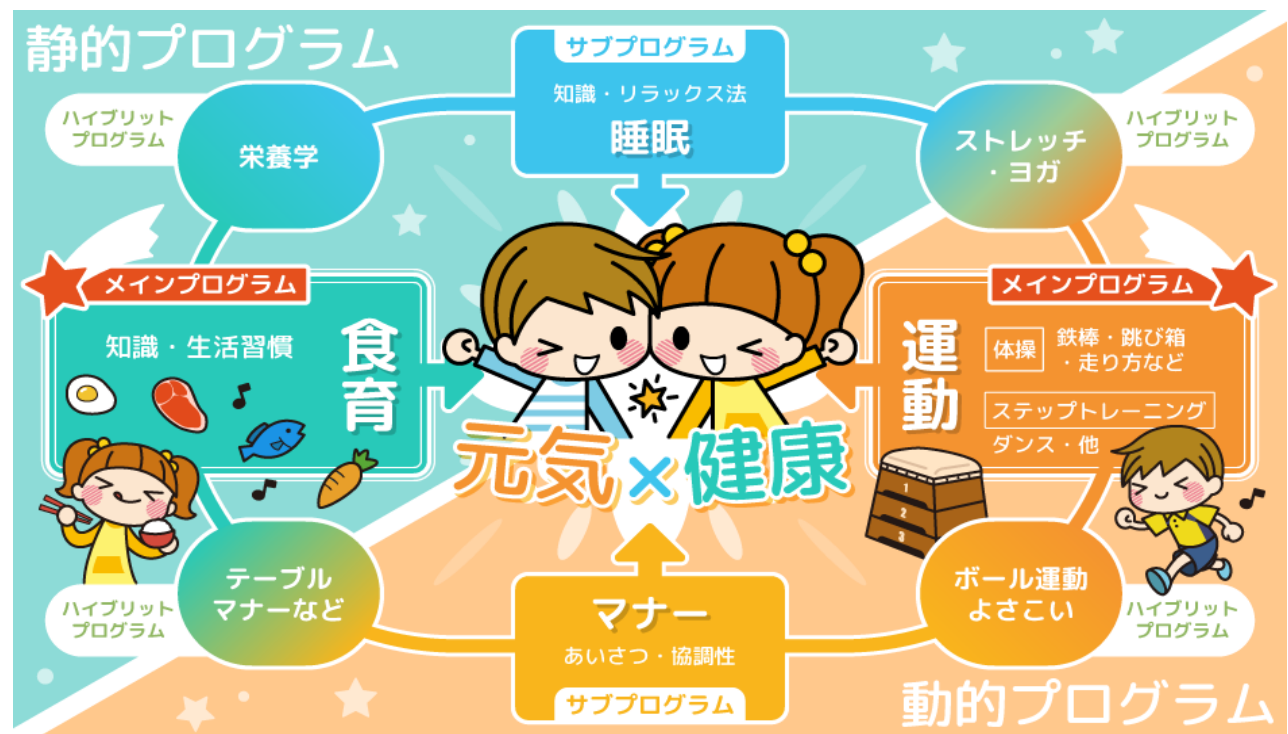 静的プログラム
サブプログラム
知識・リラックス法
睡眠
ハイブリット
プログラム
栄養学
ストレッチ
・ヨガ
ハイブリット
プログラム
メインプログラム
知識・生活習慣
食育
メインプログラム
運動
体操
鉄棒・跳び箱
・走り方など
ステップトレーニング
ダンス・他
元気×健康
1
2
3
テーブル
マナーなど
ハイブリット
プログラム
マナー
あいさつ・協調性
サブプログラム
ボール運動
よさこい
ハイブリット
プログラム
動的プログラム